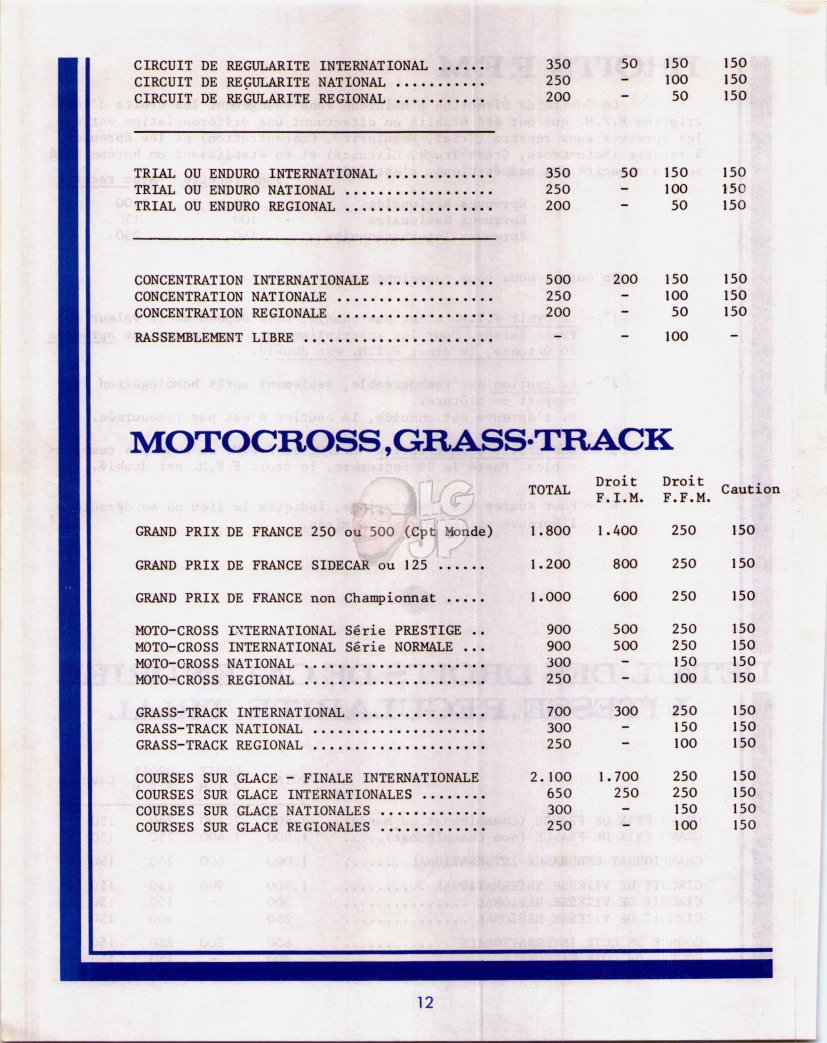 CIRCUIT DE REGULARITE INTERNATIONAL ...... 350 50 150 150
CIRCUIT DE REGULARITE NATIONAL ........... 250 - 100 150
CIRCUIT DE REGULARITE REGIONAL ........... 200 - 50 150
TRIAL OU ENDURO INTERNATIONAL ............ 350 50 150 150
TRIAL OU ENDURO NATIONAL ................. 250 - 100 150
TRIAL OU ENDURO REGIONAL ................. 200 - 50 150
CONCENTRATION INTERNATIONALE ............. 500 200 150 150
CONCENTRATION NATIONALE .................. 250 - 100 150
CONCENTRATION REGIONALE .................. 200 - 50 150
RASSEMBLEMENT LIBRE ...................... - - 100 -
MOTOCROSS, GRASS-TRACK
TOTAL Droit F.I.M. Droit F.F.M. Caution
GRAND PRIX DE FRANCE 250 ou 500 (Cpt Monde) 1.800 1.400 250 150
GRAND PRIX DE FRANCE SIDECAR ou 125 ...... 1.200 800 250 150
GRAND PRIX DE FRANCE non Championnat ..... 1.000 600 250 150
MOTO-CROSS INTERNATIONAL Série PRESTIGE .. 900 500 250 150
MOTO-CROSS INTERNATIONAL Série NORMALE ... 900 500 250 150
MOTO-CROSS NATIONAL ...................... 300 - 150 150
MOTO-CROSS REGIONAL ...................... 250 - 100 150
GRASS-TRACK INTERNATIONAL ................ 700 300 250 150
GRASS-TRACK NATIONAL ..................... 300 - 150 150
GRASS-TRACK REGIONAL ..................... 250 - 100 150
COURSES SUR GLACE - FINALE INTERNATIONALE 2.100 1.700 250 150
COURSES SUR GLACE INTERNATIONALES ........ 650 250 250 150
COURSES SUR GLACE NATIONALES ............. 300 - 150 150
COURSES SUR GLACE REGIONALES ............. 250 - 100 150
LG
JP
12